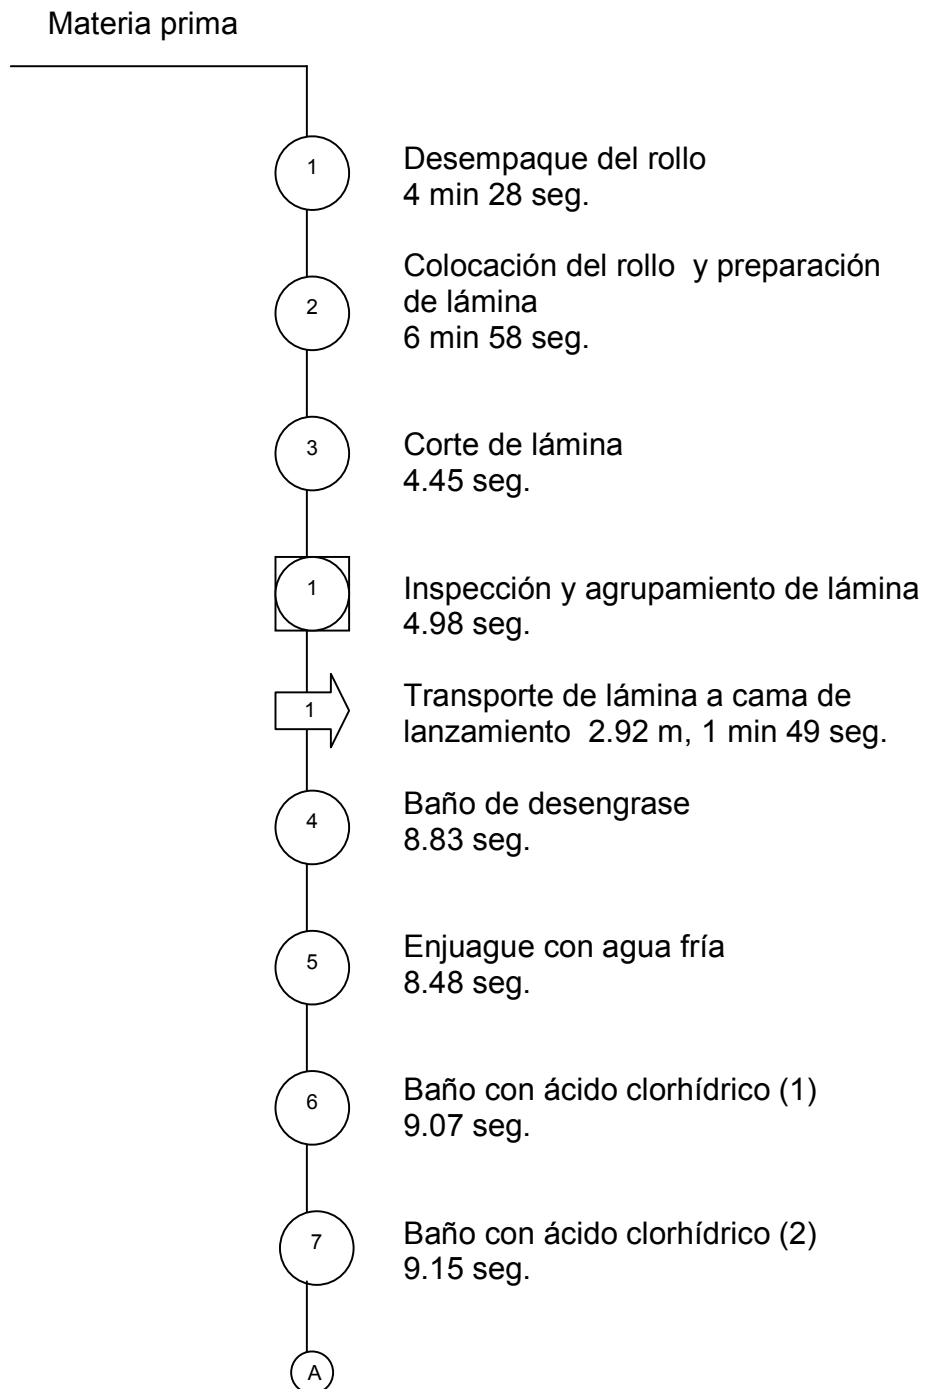 Materia prima
1
Desempaque del rollo
4 min 28 seg.
2
Colocación del rollo y preparación
de lámina
6 min 58 seg.
3
Corte de lámina
4.45 seg.
1
Inspección y agrupamiento de lámina
4.98 seg.
1
Transporte de lámina a cama de
lanzamiento 2.92 m, 1 min 49 seg.
4
Baño de desengrase
8.83 seg.
5
Enjuague con agua fría
8.48 seg.
6
Baño con ácido clorhídrico (1)
9.07 seg.
7
Baño con ácido clorhídrico (2)
9.15 seg.
A